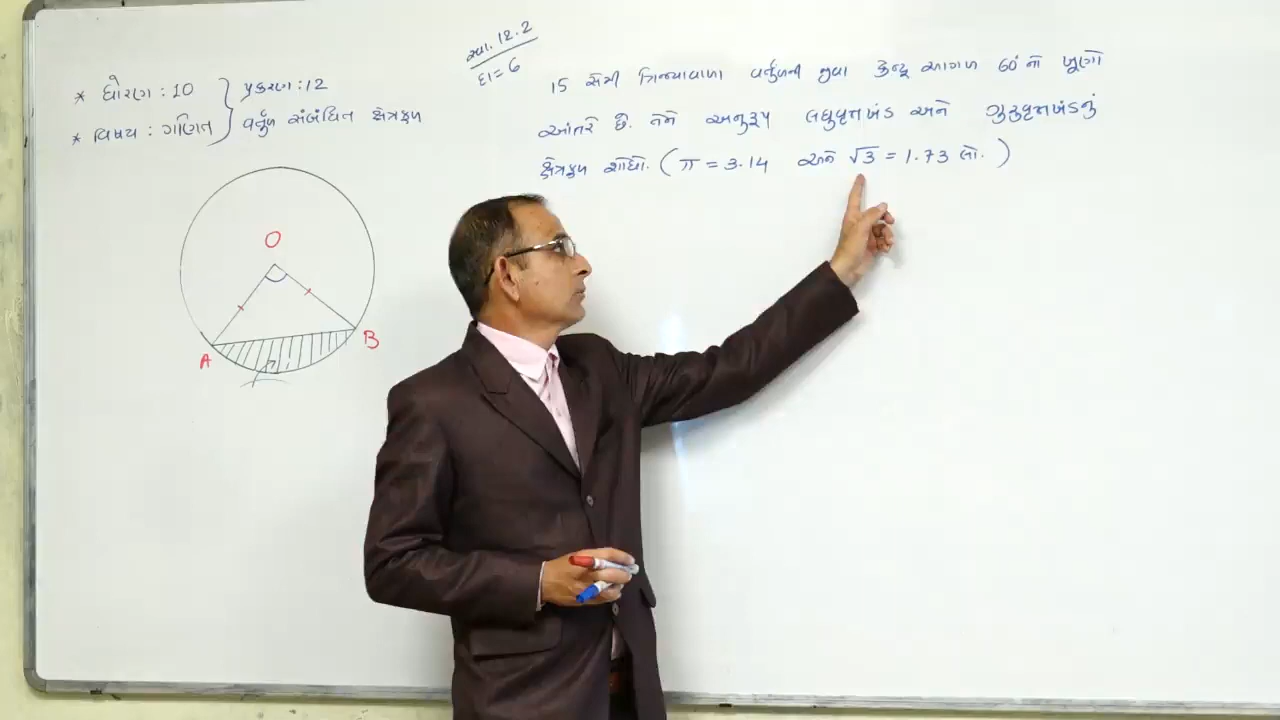 સ્વા. 12.2
દા = 6
* ધોરણ : 10
* વિષય : ગણિત
પ્રકરણ : 12
વર્તુળ સંબંધિત ક્ષેત્રફળ
15 સેમી ત્રિજ્યાવાળા વર્તુળની જીવા કેન્દ્ર આગળ 60° નો ખૂણો
આંતરે છે. તેને અનુરૂપ લઘુવૃત્તખંડ અને ગુરુવૃત્તખંડનું
ક્ષેત્રફળ શોધો. ( π = 3.14 અને √3 = 1.73 લો. )
O
A
B